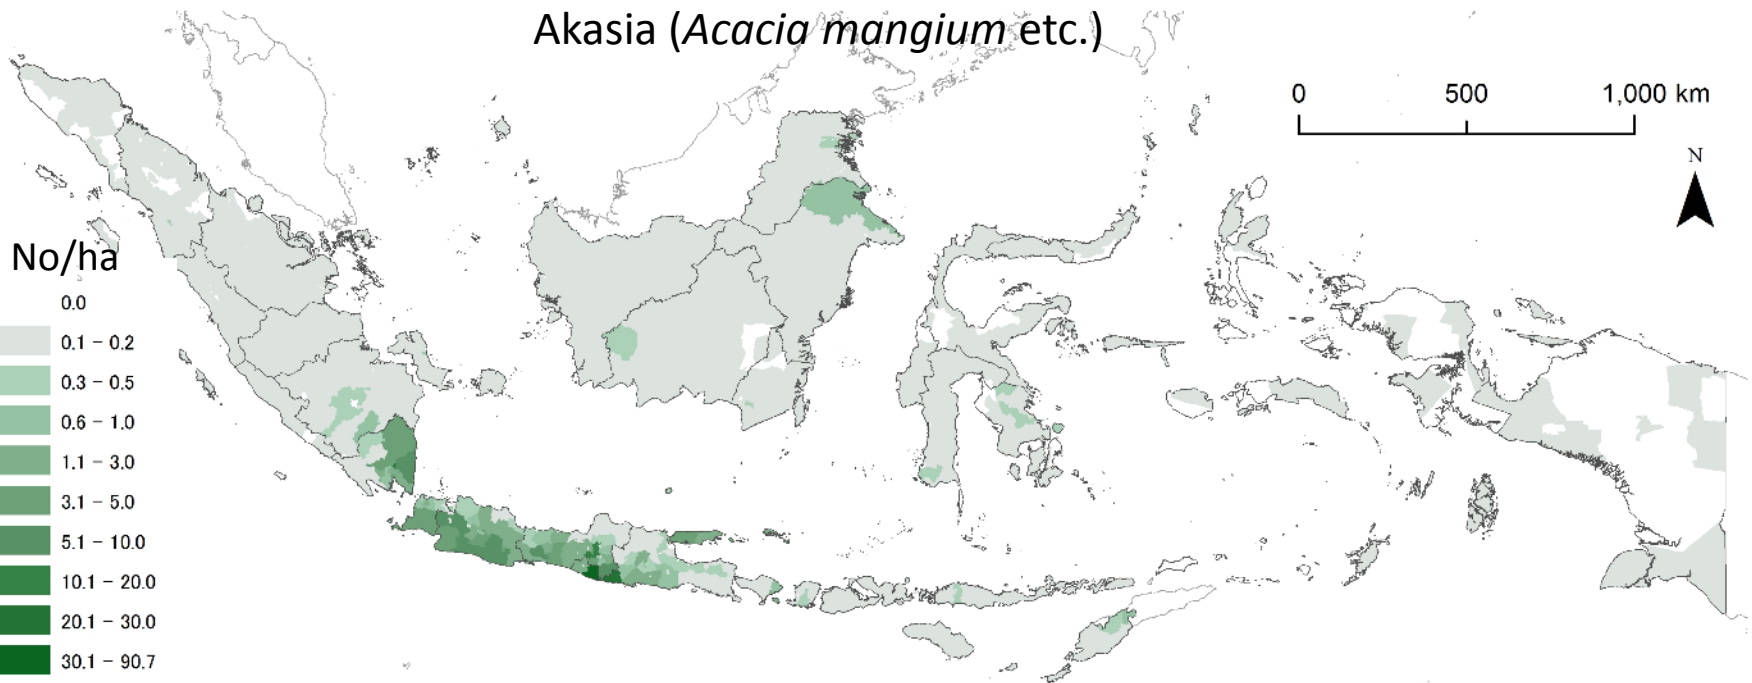 Akasia (Acacia mangium etc.)
0 500 1,000 km
N
No/ha
0.0
0.1 − 0.2
0.3 − 0.5
0.6 − 1.0
1.1 − 3.0
3.1 − 5.0
5.1 − 10.0
10.1 − 20.0
20.1 − 30.0
30.1 − 90.7